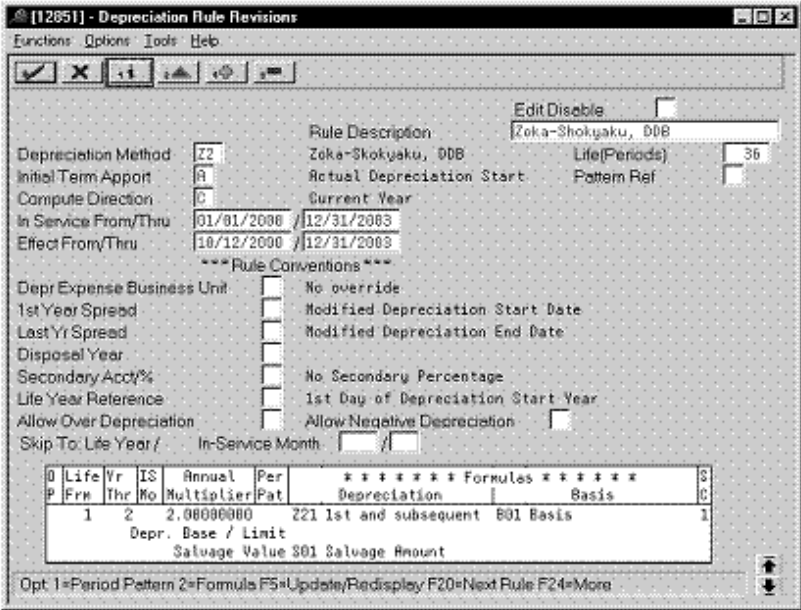 [12851] - Depreciation Rule Revisions
Functions Options Tools Help
Edit Disable
Rule Description Zoka-Shokyaku, DDB
Depreciation Method Z2 Zoka-Shokyaku, DDB Life(Periods) 36
Initial Term Apport A Actual Depreciation Start Pattern Ref
Compute Direction C Current Year
In Service From/Thru 01/01/2000 / 12/31/2003
Effect From/Thru 10/12/2000 / 12/31/2003
*** Rule Conventions ***
Depr Expense Business Unit No override
1st Year Spread Modified Depreciation Start Date
Last Yr Spread Modified Depreciation End Date
Disposal Year
Secondary Acct/% No Secondary Percentage
Life Year Reference 1st Day of Depreciation Start Year
Allow Over Depreciation Allow Negative Depreciation
Skip To: Life Year / In-Service Month /
O Life Yr IS Annual Per * * * * * * * Formulas * * * * * * S
P Frm Thr Mo Multiplier Pat Depreciation | Basis C
1 2 2.00000000 Z21 1st and subsequent B01 Basis 1
Depr. Base / Limit
Salvage Value S01 Salvage Amount
Opt: 1=Period Pattern 2=Formula F5=Update/Redisplay F20=Next Rule F24=More